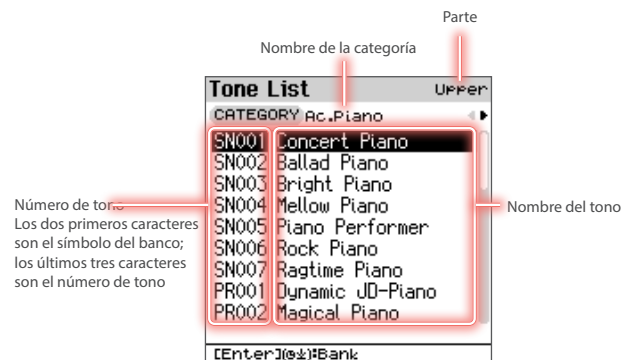 Parte
Nombre de la categoría
Tone List Upper
CATEGORY Ac.Piano
SN001 Concert Piano
SN002 Ballad Piano
SN003 Bright Piano
SN004 Mellow Piano
SN005 Piano Performer
SN006 Rock Piano
SN007 Ragtime Piano
PR001 Dynamic JD-Piano
PR002 Magical Piano
[Enter]
:Bank
Número de tono
Los dos primeros caracteres
son el símbolo del banco;
los últimos tres caracteres
son el número de tono
Nombre del tono